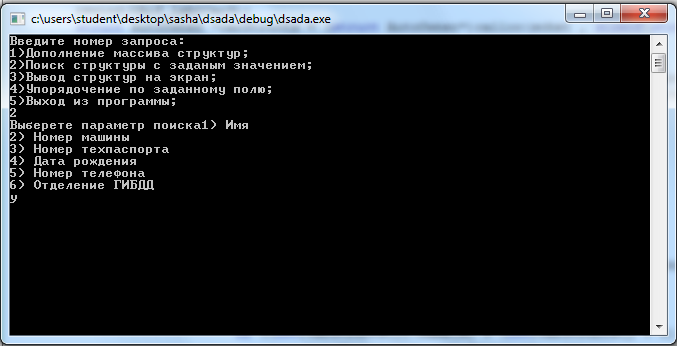 c:\users\student\desktop\sasha\dsada\debug\dsada.exe
Введите номер запроса:
1)Дополнение массива структур;
2)Поиск структуры с заданым значением;
3)Вывод структур на экран;
4)Упорядочение по заданному полю;
5)Выход из программы;
2
Выберете параметр поиска1) Имя
2) Номер машины
3) Номер техпаспорта
4) Дата рождения
5) Номер телефона
6) Отделение ГИБДД
y